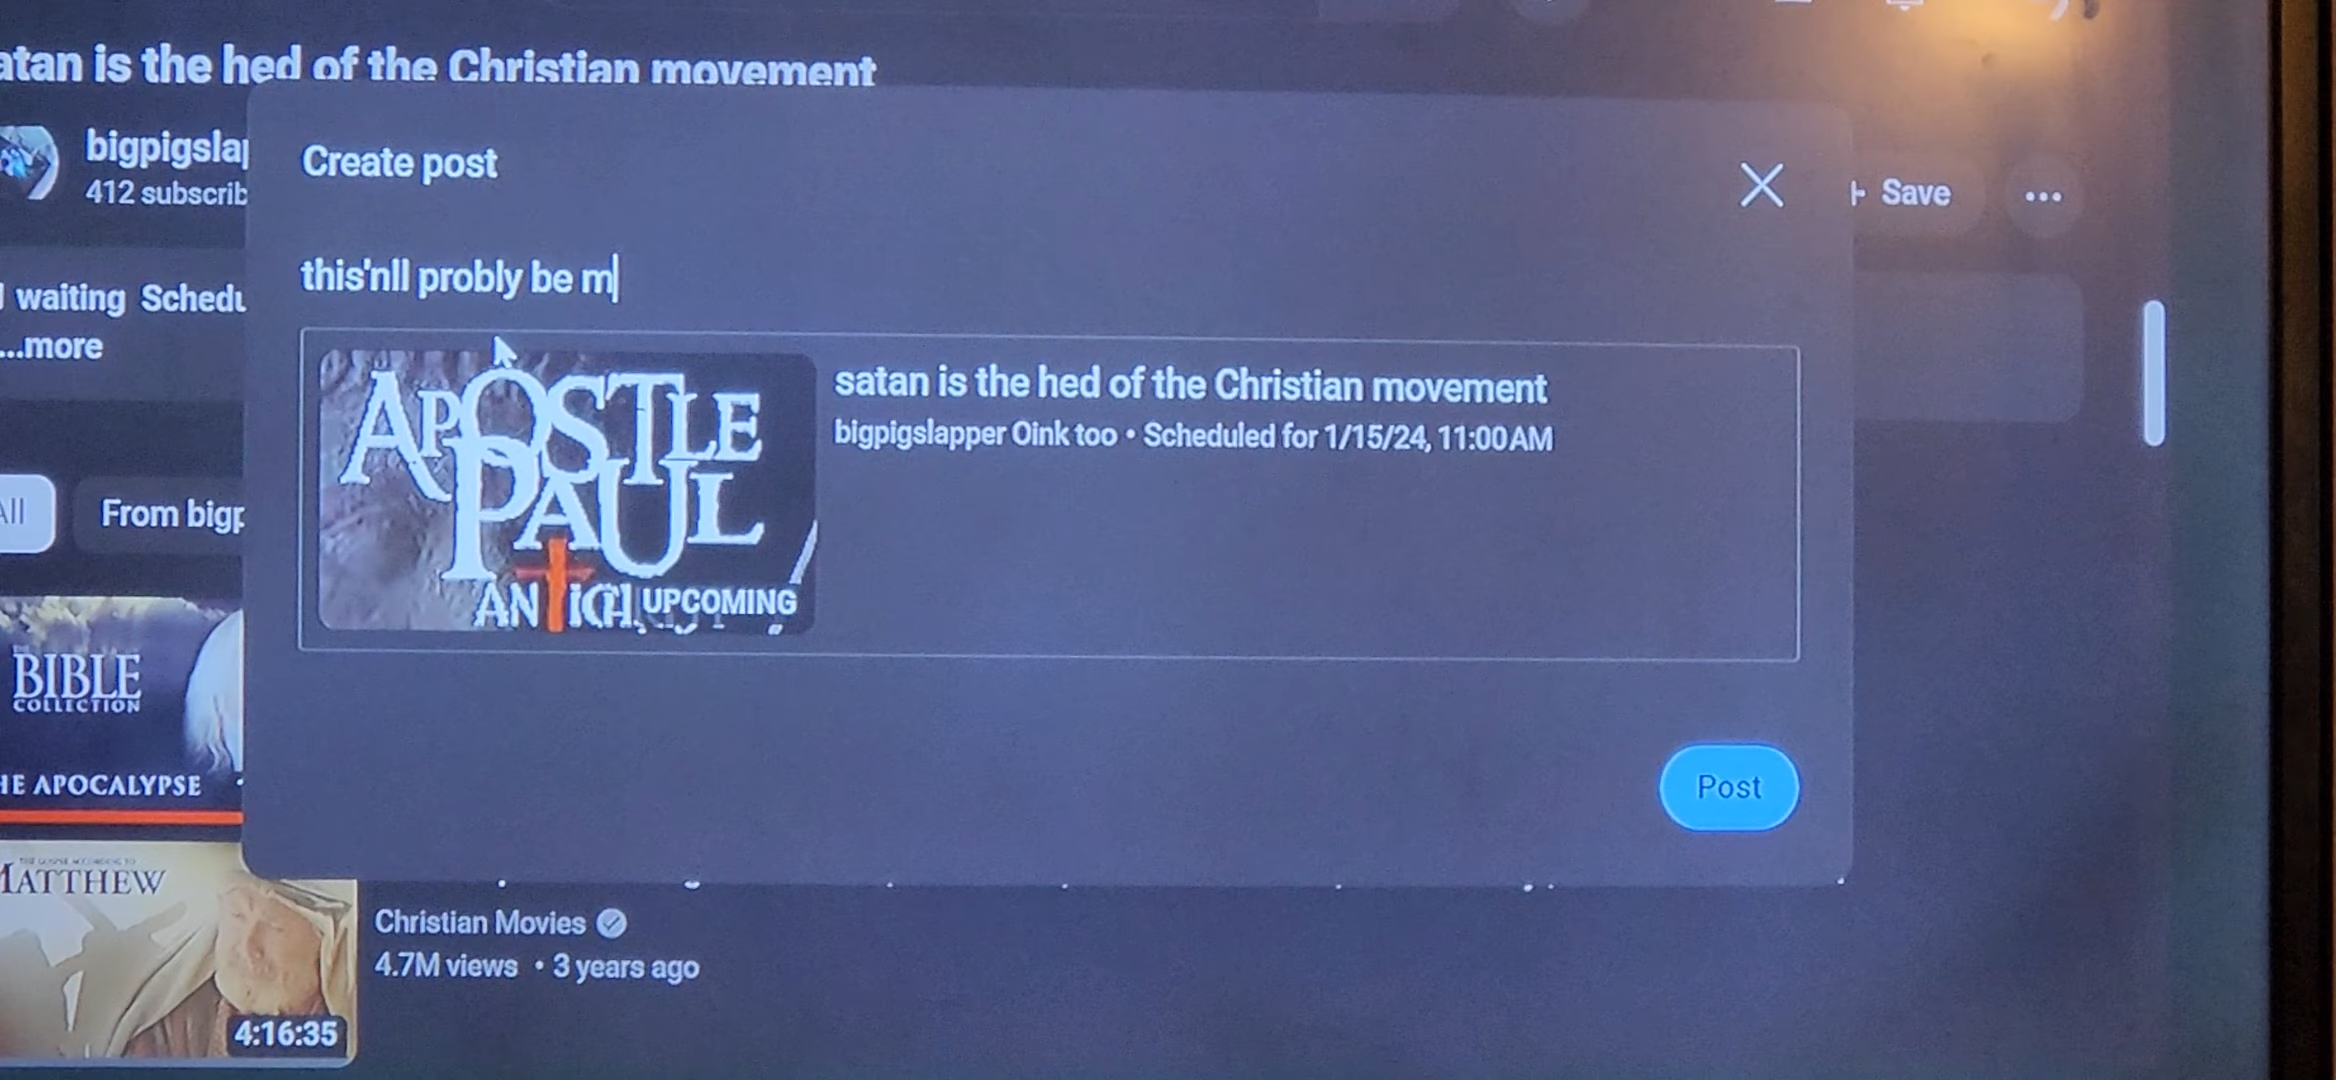 atan is the hed of the Christian movement
bigpigsla
412 subscrib
waiting Schedu
...more
All
From bigp
BIBLE
COLLECTION
HE APOCALYPSE
MATTHEW
4:16:35
Christian Movies
4.7M views • 3 years ago
Create post
this'nll probly be m
APOSTLE
PAUL
ANTICH
UPCOMING
satan is the hed of the Christian movement
bigpigslapper Oink too • Scheduled for 1/15/24, 11:00 AM
Post
Save